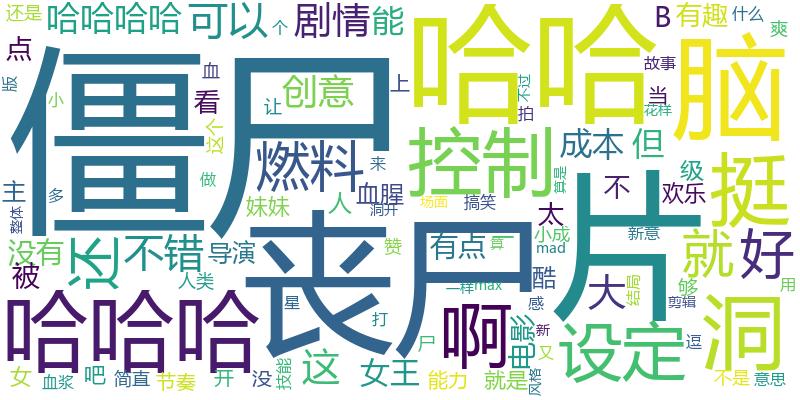 还是
哈哈哈哈
可以
个
剧情
能
B
有趣
什么
点
爽
版
小
血
看
这个
创意
让
上
哈哈
不过
拍
故事
当
花样
脑
僵尸
燃料
控制
成本
但
级
挺
来
做
主
多
整体
妹妹
人
血腥
洞开
场面
搞笑
算是
不
欢乐
太
没有
还
不错
导演
丧尸
赞
有点
算
小成
mad
新意
片
就
好
被
人类
星
一样
max
酷
感
大
结局
够
剪辑
用
哈哈哈
打
尸
啊
电影
新
又
设定
逗
洞
女
血浆
吧
简直
节奏
开
没
技能
这
女王
能力
就是
风格
不是
意思